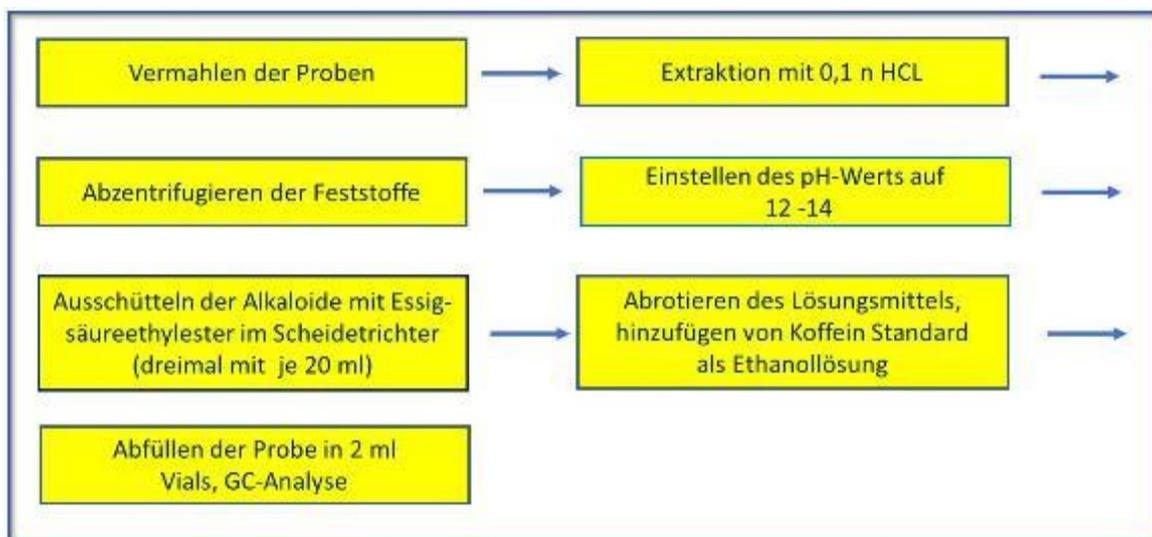 Vermahlen der Proben
Extraktion mit 0,1 n HCL
Abzentrifugieren der Feststoffe
Einstellen des pH-Werts auf
12 -14
Ausschütteln der Alkaloide mit Essig-
säureethylester im Scheidetrichter
(dreimal mit je 20 ml)
Abrotieren des Lösungsmittels,
hinzufügen von Koffein Standard
als Ethanollösung
Abfüllen der Probe in 2 ml
Vials, GC-Analyse